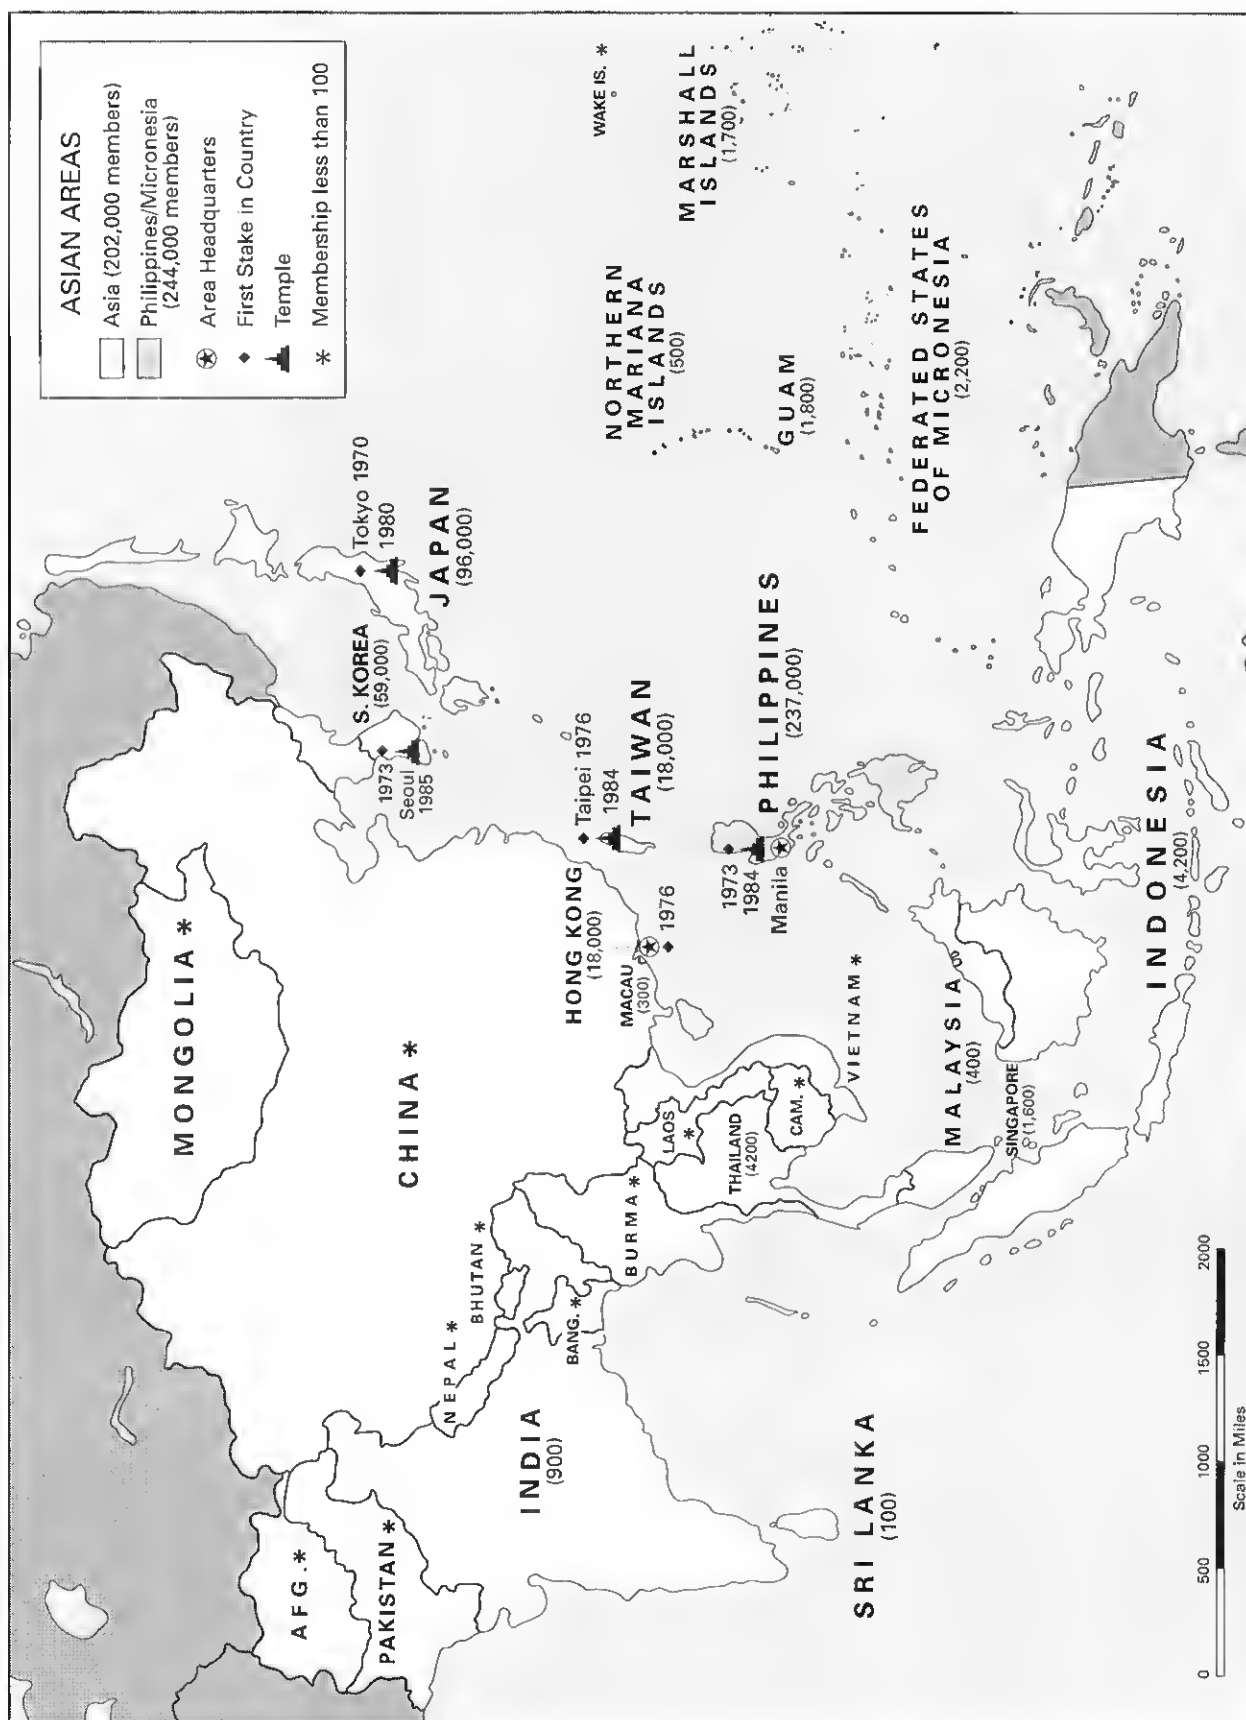 ASIAN AREAS
Asia (202,000 members)
Philippines/Micronesia
(244,000 members)
Area Headquarters
First Stake in Country
Temple
* Membership less than 100
AFG.*
PAKISTAN*
INDIA
(900)
SRI LANKA
(100)
NEPAL*
BHUTAN*
BANG.*
BURMA*
MONGOLIA*
CHINA*
LAOS
*
THAILAND
(4200)
CAM.*
VIETNAM*
MALAYSIA
(400)
SINGAPORE
(1,600)
INDONESIA
(4,200)
HONG KONG
(18,000)
MACAU
(300)
1976
Taipei 1976
1984
TAIWAN
(18,000)
1973
1984
Manila
PHILIPPINES
(237,000)
S. KOREA
(59,000)
1973
Seoul
1985
Tokyo 1970
1980
JAPAN
(96,000)
NORTHERN
MARIANA
ISLANDS
(500)
GUAM
(1,800)
FEDERATED STATES
OF MICRONESIA
(2,200)
WAKE IS. *
MARSHALL
ISLANDS
(1,700)
0 500 1000 1500 2000
Scale in Miles